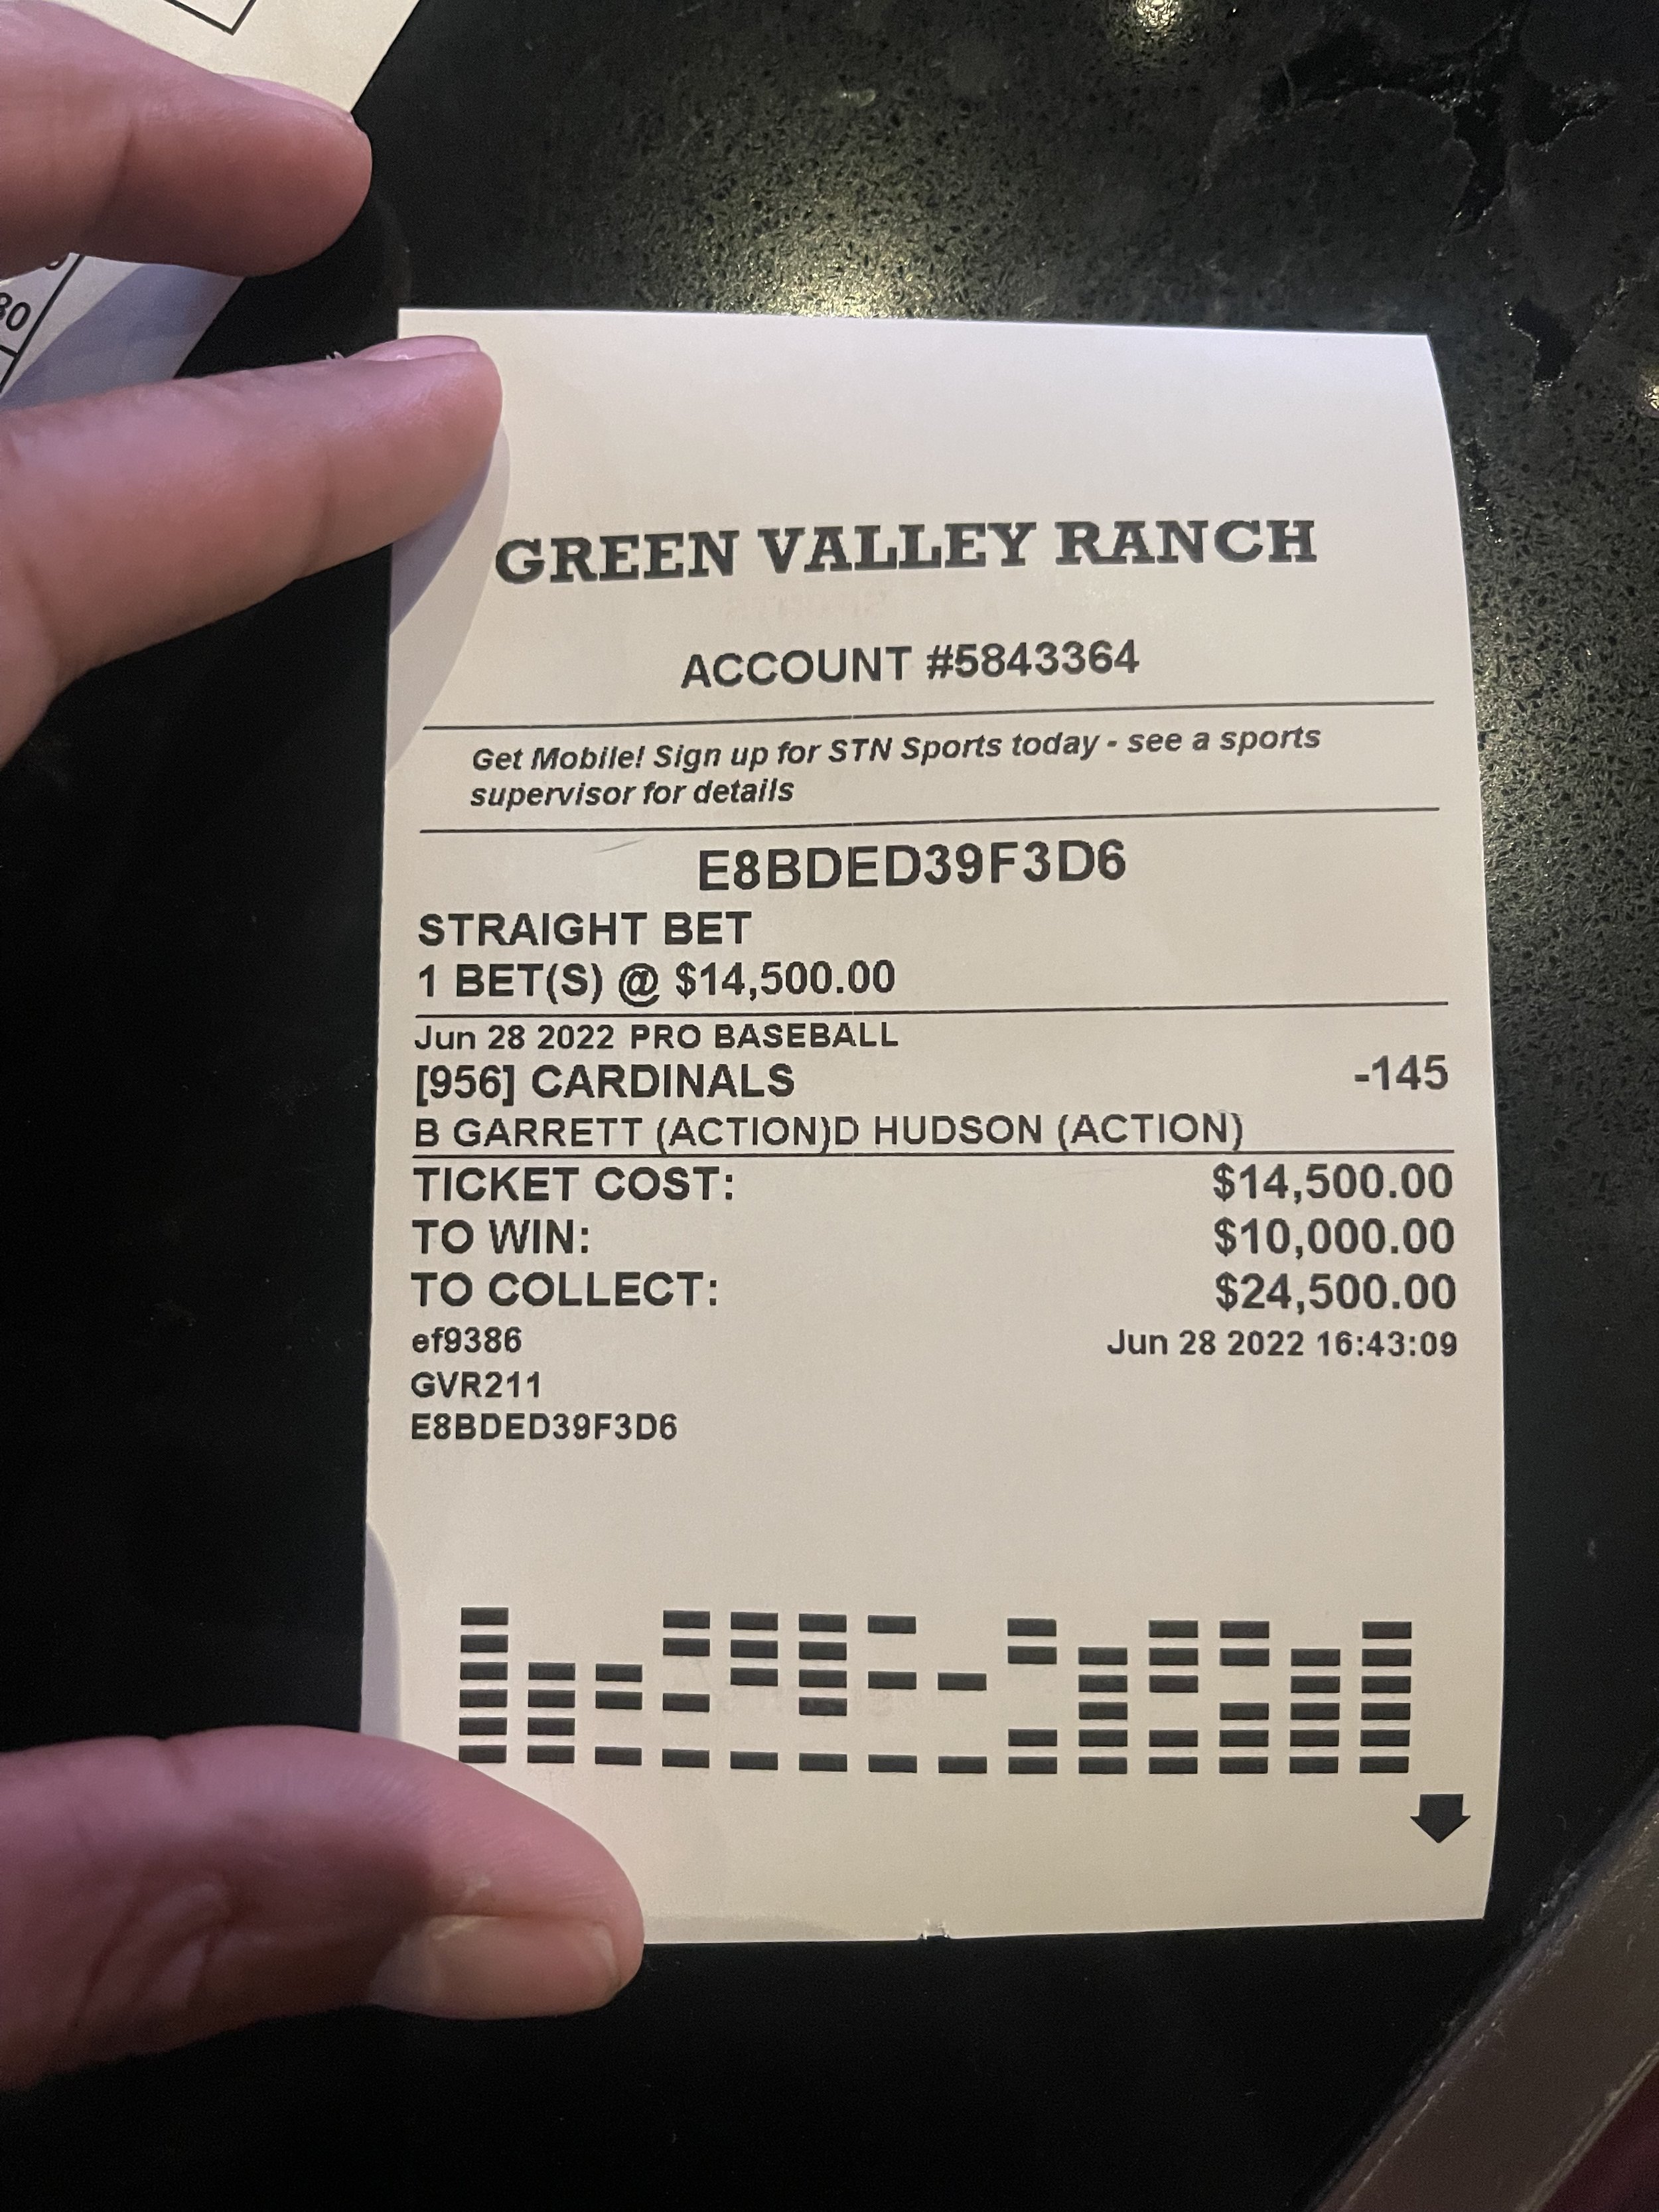 80
GREEN VALLEY RANCH
ACCOUNT #5843364
Get Mobile! Sign up for STN Sports today - see a sports
supervisor for details
E8BDED39F3D6
STRAIGHT BET
1 BET(S) @ $14,500.00
Jun 28 2022 PRO BASEBALL
[956] CARDINALS -145
B GARRETT (ACTION)D HUDSON (ACTION)
TICKET COST: $14,500.00
TO WIN: $10,000.00
TO COLLECT: $24,500.00
ef9386 Jun 28 2022 16:43:09
GVR211
E8BDED39F3D6